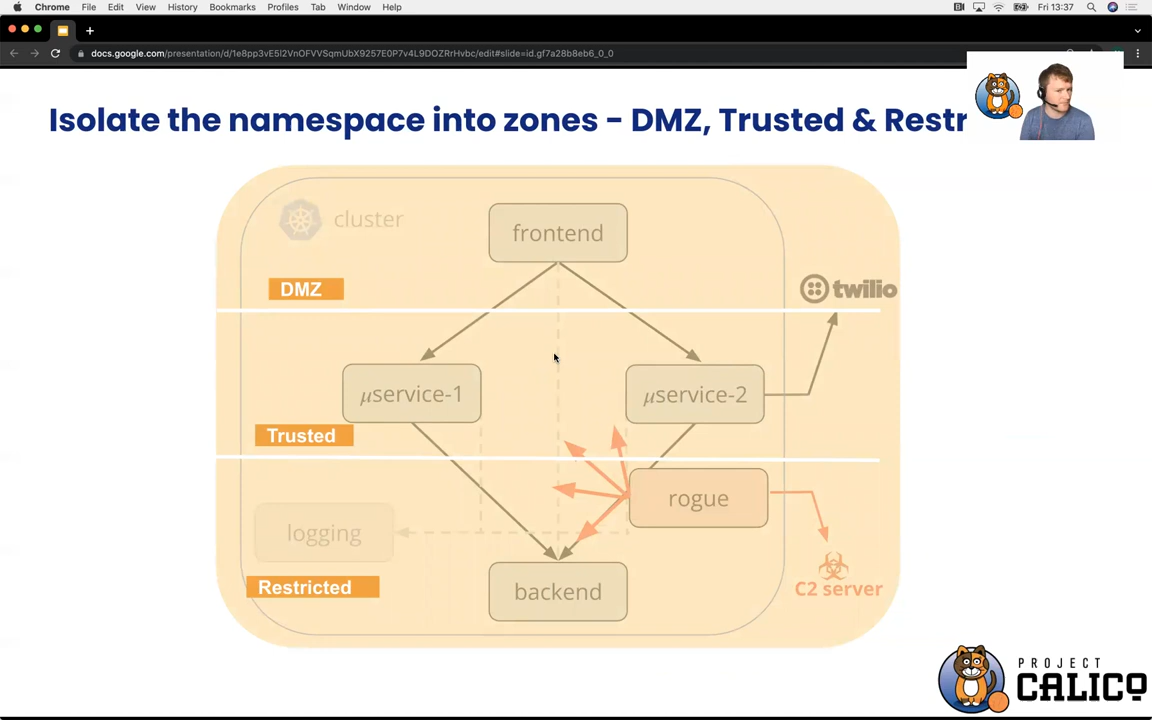 Chrome File Edit View History Bookmarks Profiles Tab Window Help Fri 13:37
docs.google.com/presentation/d/1e8pp3vE5I2VnOFVVSqmUbX9257E0P7v4L9DOZRrHvbc/edit#slide=id.gf7a28b8eb6_0_0
Isolate the namespace into zones - DMZ, Trusted & Restr
cluster
frontend
DMZ
twilio
μservice-1
μservice-2
Trusted
rogue
logging
Restricted
backend
C2 server
PROJECT
CALICO